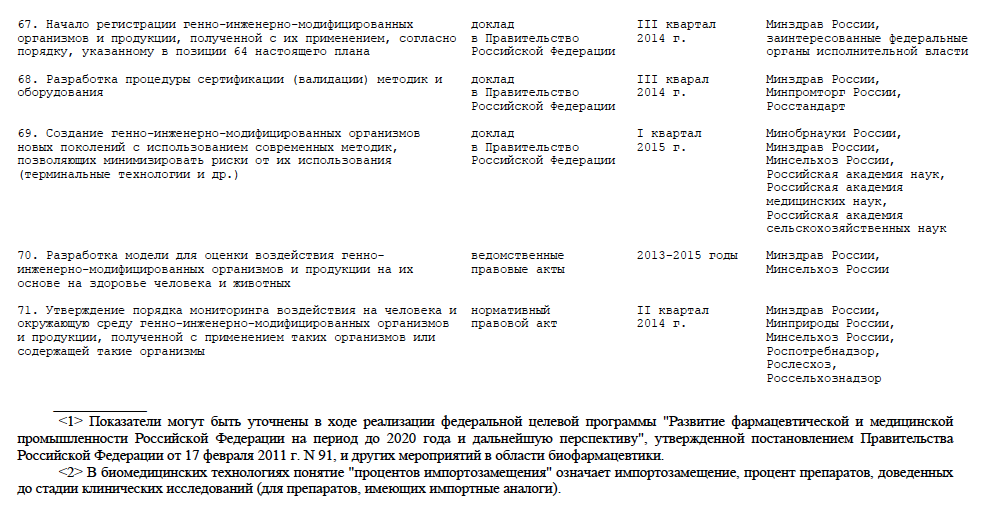 67. Начало регистрации генно-инженерно-модифицированных доклад III квартал Минздрав России,
организмов и продукции, полученной с их применением, согласно в Правительство 2014 г. заинтересованные федеральные
порядку, указанному в позиции 64 настоящего плана Российской Федерации органы исполнительной власти
68. Разработка процедуры сертификации (валидации) методик и доклад III кварал Минздрав России,
оборудования в Правительство 2014 г. Минпромторг России,
Российской Федерации Росстандарт
69. Создание генно-инженерно-модифицированных организмов доклад I квартал Минобрнауки России,
новых поколений с использованием современных методик, в Правительство 2015 г. Минздрав России,
позволяющих минимизировать риски от их использования Российской Федерации Минсельхоз России,
(терминальные технологии и др.) Российская академия наук,
Российская академия
медицинских наук,
Российская академия
сельскохозяйственных наук
70. Разработка модели для оценки воздействия генно- ведомственные 2013-2015 годы Минздрав России,
инженерно-модифицированных организмов и продукции на их правовые акты Минсельхоз России
основе на здоровье человека и животных
71. Утверждение порядка мониторинга воздействия на человека и нормативный II квартал Минздрав России,
окружающую среду генно-инженерно-модифицированных организмов правовой акт 2014 г. Минприроды России,
и продукции, полученной с применением таких организмов или Минсельхоз России,
содержащей такие организмы Роспотребнадзор,
Рослесхоз,
Россельхознадзор
<1> Показатели могут быть уточнены в ходе реализации федеральной целевой программы "Развитие фармацевтической и медицинской
промышленности Российской Федерации на период до 2020 года и дальнейшую перспективу", утвержденной постановлением Правительства
Российской Федерации от 17 февраля 2011 г. N 91, и других мероприятий в области биофармацевтики.
<2> В биомедицинских технологиях понятие "процентов импортозамещения" означает импортозамещение, процент препаратов, доведенных
до стадии клинических исследований (для препаратов, имеющих импортные аналоги).